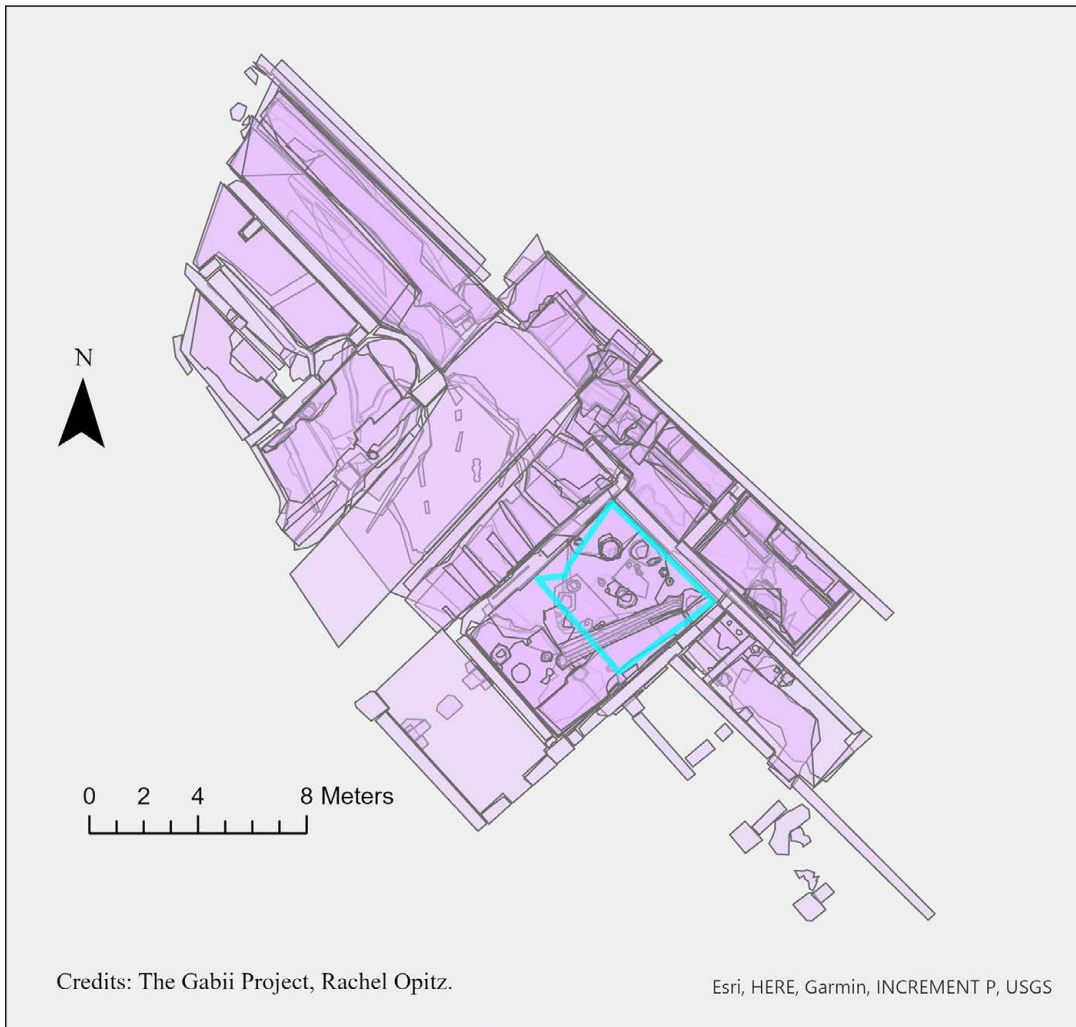 N
0 2 4 8 Meters
Credits: The Gabii Project, Rachel Opitz.
Esri, HERE, Garmin, INCREMENT P, USGS